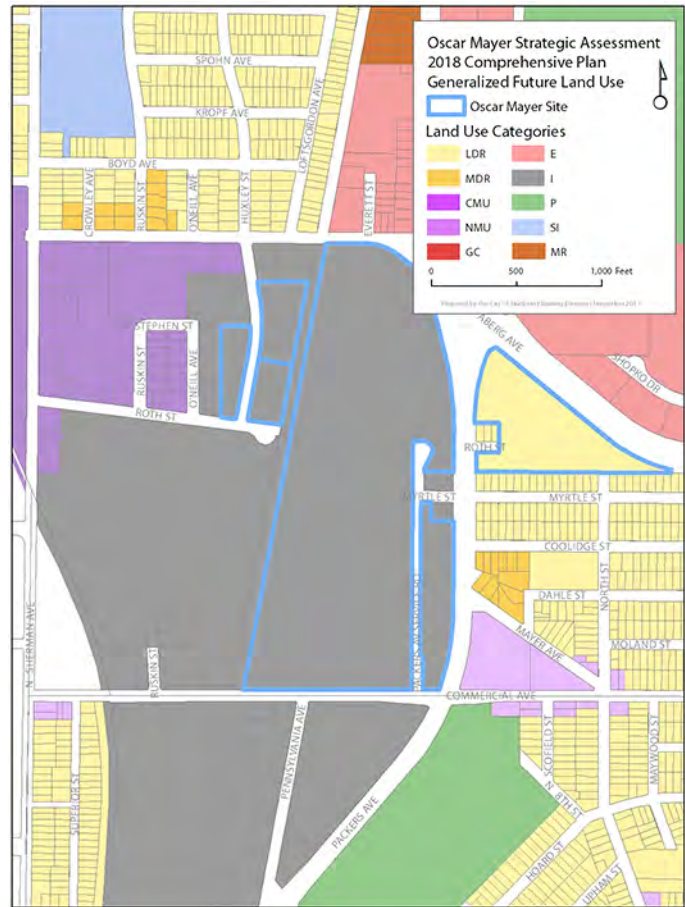 Oscar Mayer Strategic Assessment
2018 Comprehensive Plan
Generalized Future Land Use
Oscar Mayer Site
Land Use Categories
LDR
E
MDR
I
CMU
P
NMU
SI
GC
MR
0
500
1,000 Feet
SPOHN AVE
KROPF AVE
LOFTSGORDON AVE
BOYD AVE
CROWLEY AVE
RUSKIN ST
O'NEILL AVE
HUXLEY ST
EVERETT ST
ABERG AVE
SHOPKO DR
STEPHEN ST
RUSKIN ST
O'NEILL AVE
ROTH ST
ROTH ST
MYRTLE ST
MYRTLE ST
COOLIDGE ST
NORTH ST
DAHLE ST
MAYER AVE
MOLAND ST
N SHERMAN AVE
RUSKIN ST
COMMERCIAL AVE
PENNSYLVANIA AVE
PACKERS AVE
SUPERIOR ST
SCOFIELD ST
MAYWOOD ST
N 8TH ST
HOARD ST
UPHAM ST